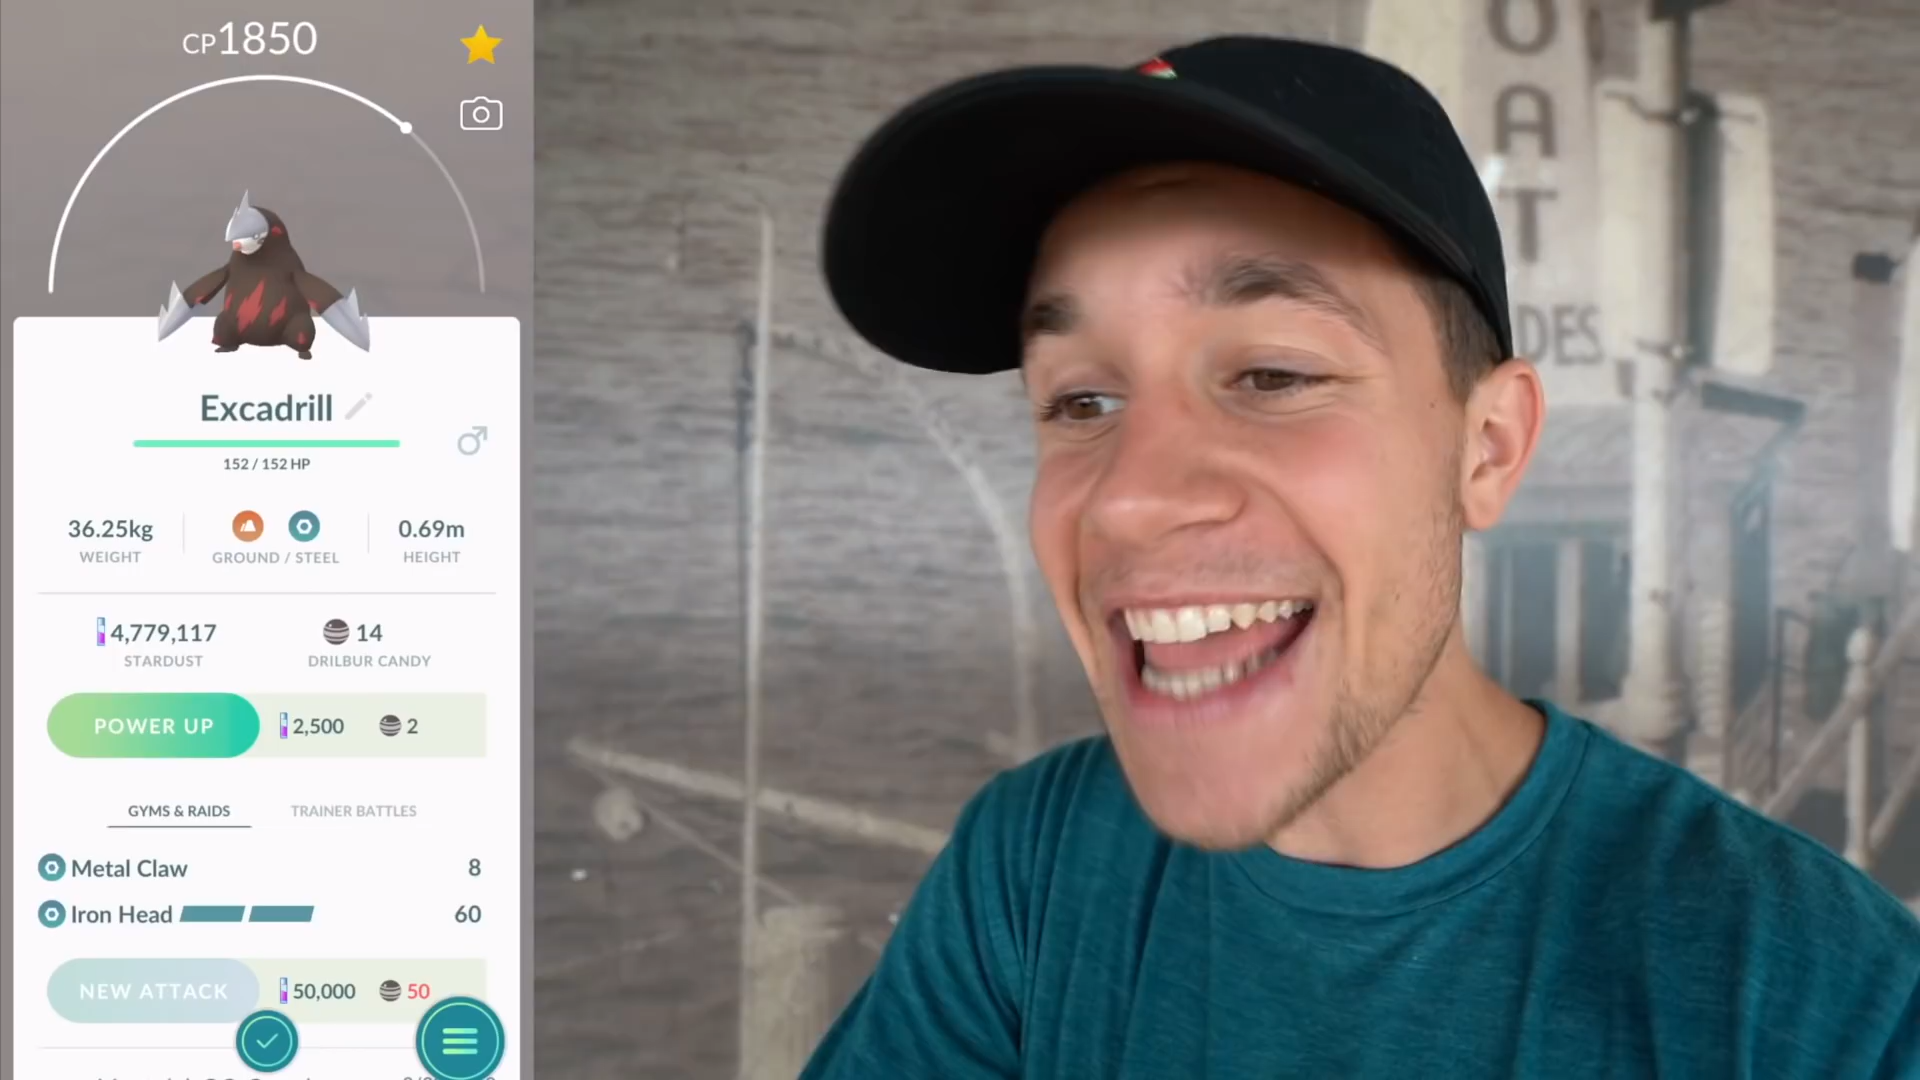 CP1850
Excadrill
152 / 152 HP
36.25kg
WEIGHT
GROUND / STEEL
0.69m
HEIGHT
4,779,117
STARDUST
14
DRILBUR CANDY
POWER UP 2,500 2
GYMS & RAIDS TRAINER BATTLES
Metal Claw 8
Iron Head 60
NEW ATTACK 50,000 50
OAT
DES